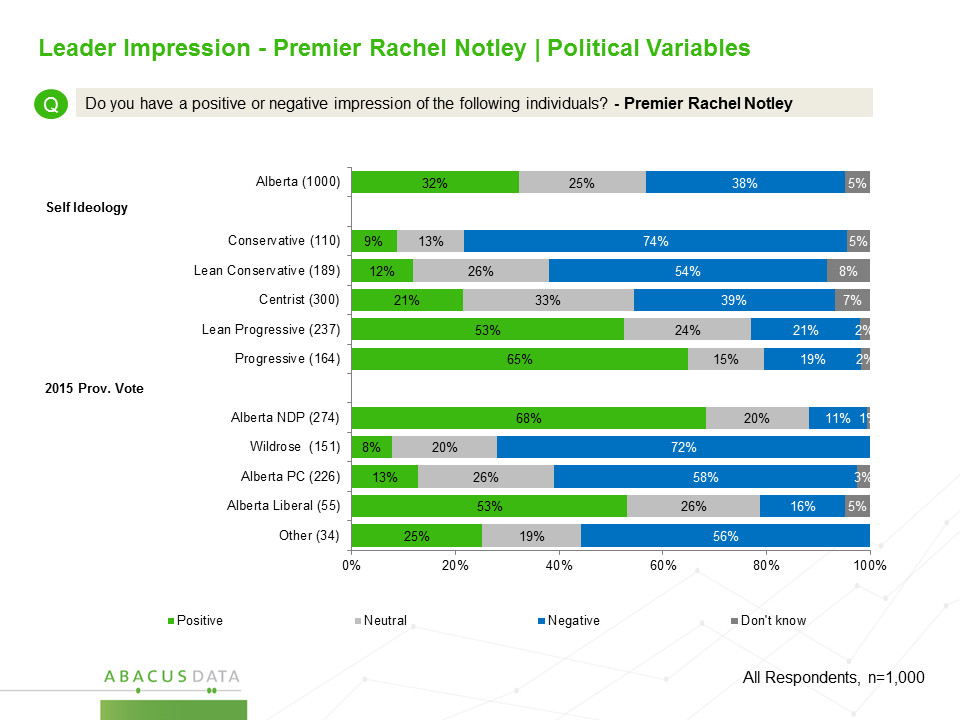 Leader Impression - Premier Rachel Notley | Political Variables
Q
Do you have a positive or negative impression of the following individuals? - Premier Rachel Notley
Alberta (1000) 32% 25% 38% 5%
Self Ideology
Conservative (110) 9% 13% 74% 5%
Lean Conservative (189) 12% 26% 54% 8%
Centrist (300) 21% 33% 39% 7%
Lean Progressive (237) 53% 24% 21% 2%
Progressive (164) 65% 15% 19% 2%
2015 Prov. Vote
Alberta NDP (274) 68% 20% 11% 1%
Wildrose (151) 8% 20% 72%
Alberta PC (226) 13% 26% 58% 3%
Alberta Liberal (55) 53% 26% 16% 5%
Other (34) 25% 19% 56%
0% 20% 40% 60% 80% 100%
Positive Neutral Negative Don't know
ABACUS DATA
All Respondents, n=1,000